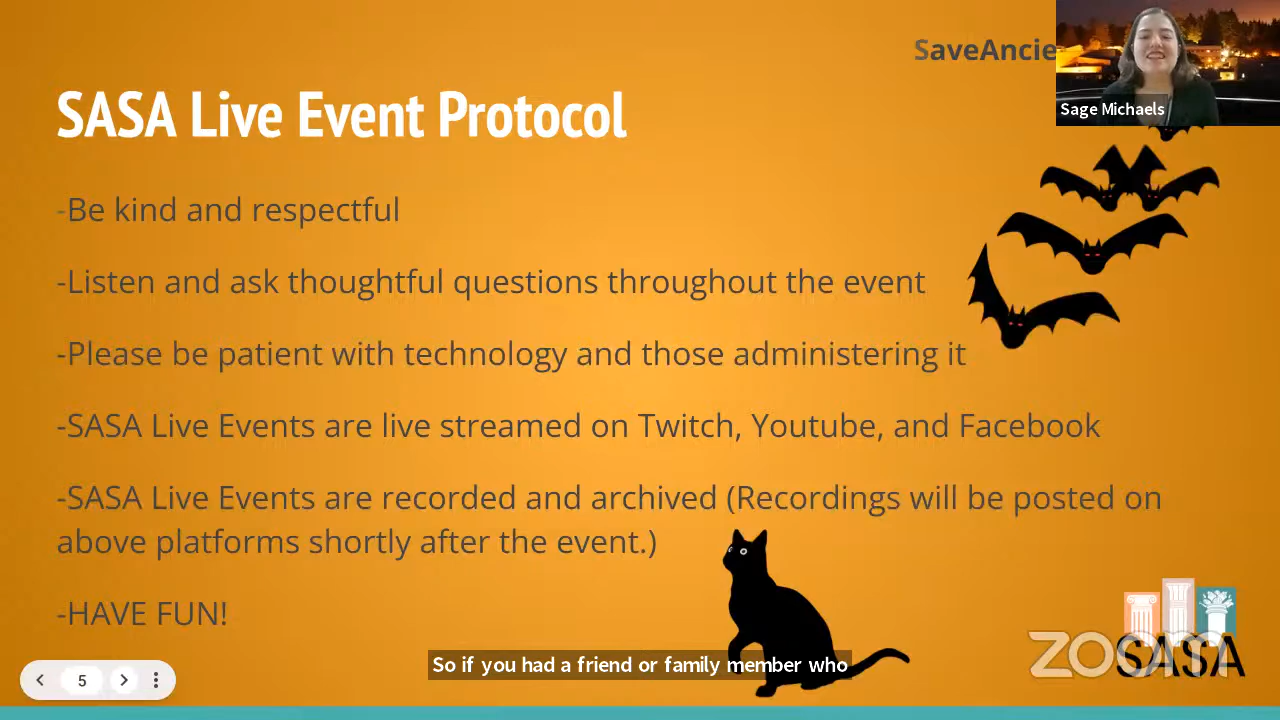 SaveAncie
Sage Michaels
SASA Live Event Protocol
-Be kind and respectful
-Listen and ask thoughtful questions throughout the event
-Please be patient with technology and those administering it
-SASA Live Events are live streamed on Twitch, Youtube, and Facebook
-SASA Live Events are recorded and archived (Recordings will be posted on
above platforms shortly after the event.)
-HAVE FUN!
So if you had a friend or family member who
5
zoom
SASA